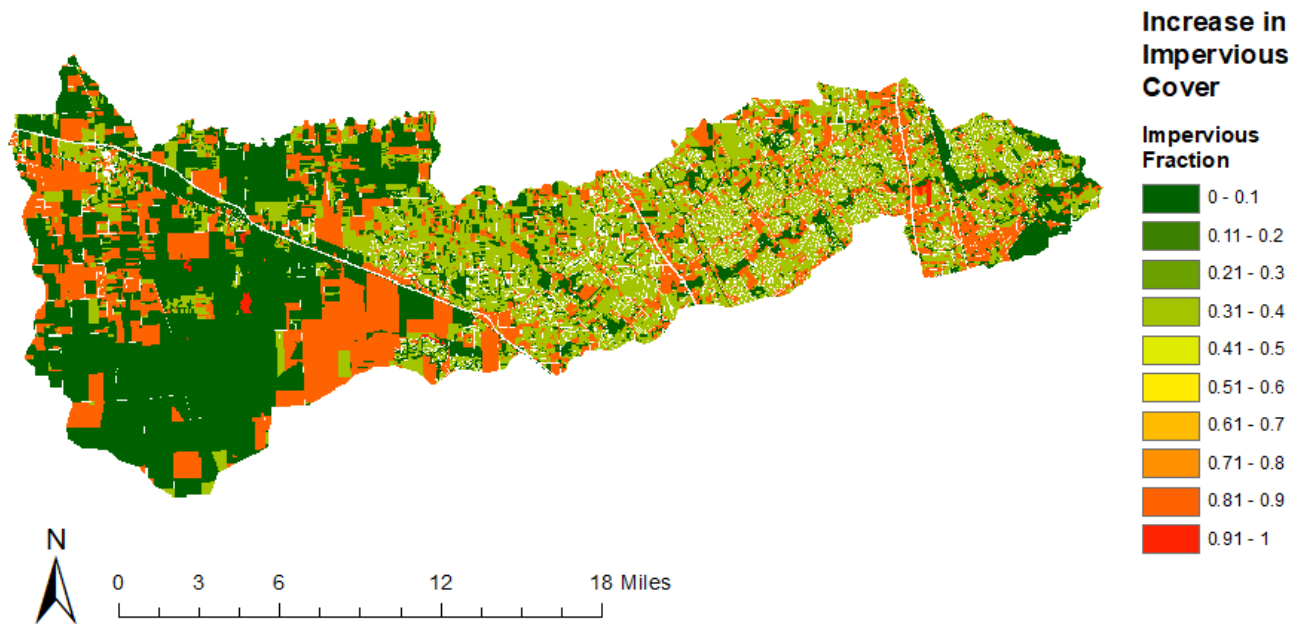 Increase in
Impervious
Cover
Impervious
Fraction
0 - 0.1
0.11 - 0.2
0.21 - 0.3
0.31 - 0.4
0.41 - 0.5
0.51 - 0.6
0.61 - 0.7
0.71 - 0.8
0.81 - 0.9
0.91 - 1
N
0 3 6 12 18 Miles